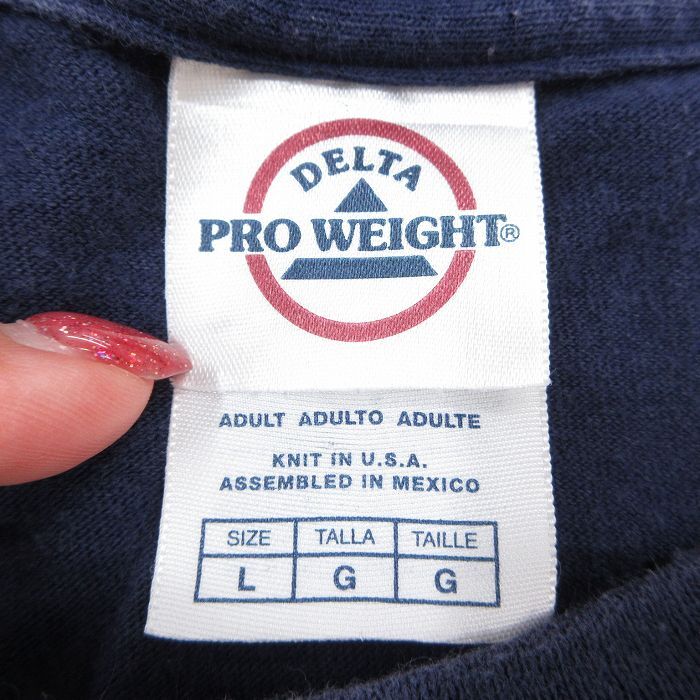 DELTA
PRO WEIGHT®
ADULT ADULTO ADULTE
KNIT IN U.S.A.
ASSEMBLED IN MEXICO
SIZE TALLA TAILLE
L G G